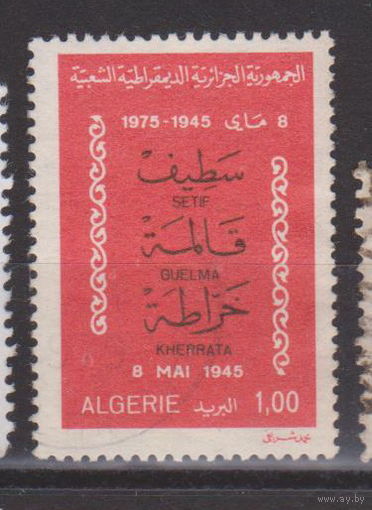 الجمهورية الجزائرية الديمقراطية الشعبية
8 ماى 1945-1975
سطيف
SETIF
قالمة
GUELMA
خراطة
KHERRATA
8 MAI 1945
ALGERIE البريد 1,00
www.ay.by